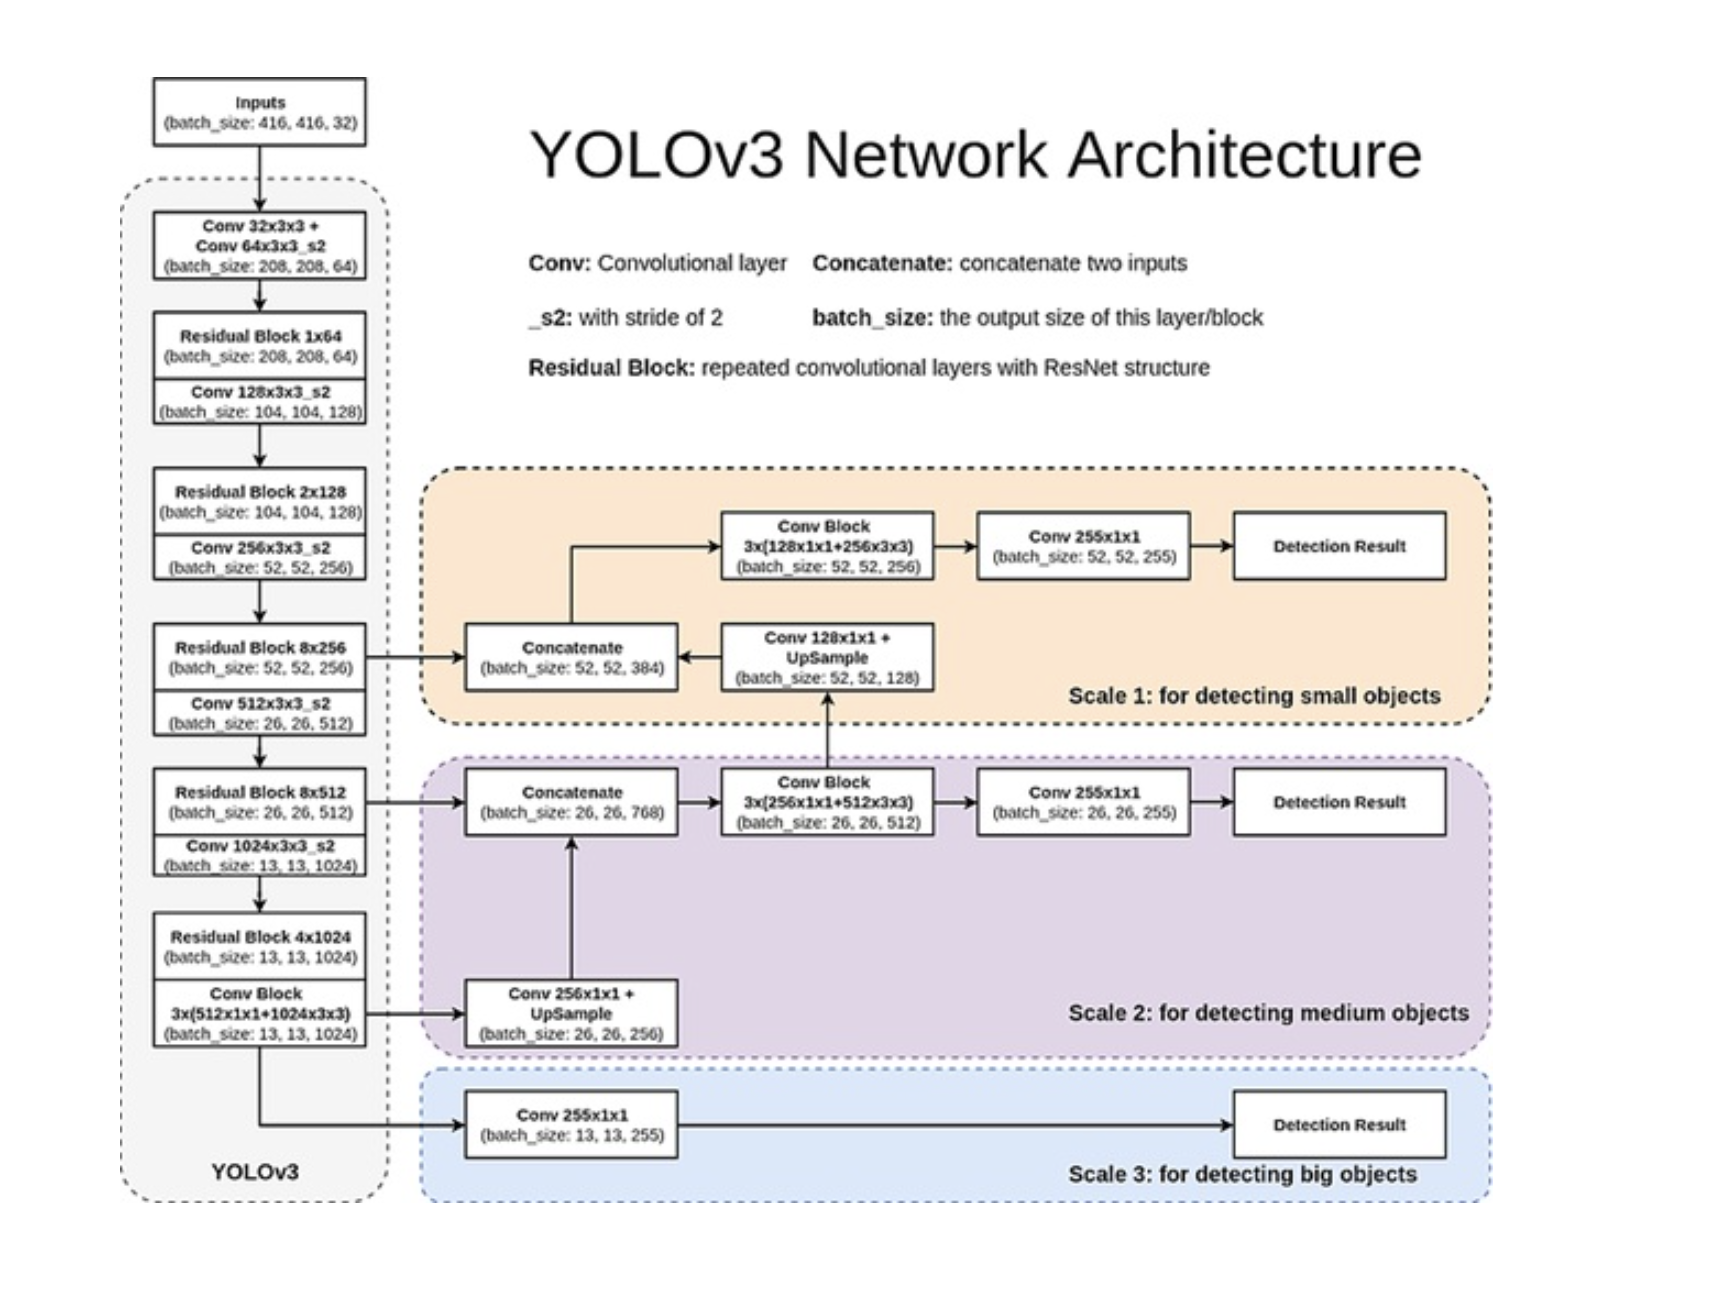 Inputs
(batch_size: 416, 416, 32)
YOLOv3 Network Architecture
Conv 32x3x3 +
Conv 64x3x3_s2
(batch_size: 208, 208, 64)
Conv: Convolutional layer
Concatenate: concatenate two inputs
_s2: with stride of 2
batch_size: the output size of this layer/block
Residual Block: repeated convolutional layers with ResNet structure
Residual Block 1x64
(batch_size: 208, 208, 64)
Conv 128x3x3_s2
(batch_size: 104, 104, 128)
Residual Block 2x128
(batch_size: 104, 104, 128)
Conv 256x3x3_s2
(batch_size: 52, 52, 256)
Residual Block 8x256
(batch_size: 52, 52, 256)
Conv 512x3x3_s2
(batch_size: 26, 26, 512)
Residual Block 8x512
(batch_size: 26, 26, 512)
Conv 1024x3x3_s2
(batch_size: 13, 13, 1024)
Residual Block 4x1024
(batch_size: 13, 13, 1024)
Conv Block
3x(512x1x1+1024x3x3)
(batch_size: 13, 13, 1024)
YOLOv3
Conv Block
3x(128x1x1+256x3x3)
(batch_size: 52, 52, 256)
Conv 255x1x1
(batch_size: 52, 52, 255)
Detection Result
Concatenate
(batch_size: 52, 52, 384)
Conv 128x1x1 +
UpSample
(batch_size: 52, 52, 128)
Scale 1: for detecting small objects
Concatenate
(batch_size: 26, 26, 768)
Conv Block
3x(256x1x1+512x3x3)
(batch_size: 26, 26, 512)
Conv 255x1x1
(batch_size: 26, 26, 255)
Detection Result
Conv 256x1x1 +
UpSample
(batch_size: 26, 26, 256)
Scale 2: for detecting medium objects
Conv 255x1x1
(batch_size: 13, 13, 255)
Detection Result
Scale 3: for detecting big objects